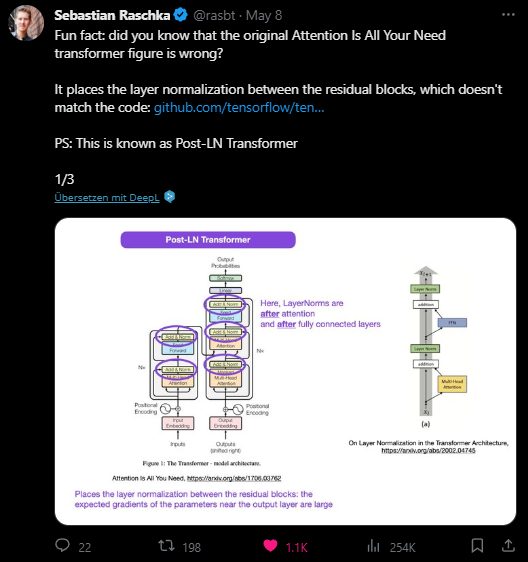 Sebastian Raschka @rasbt · May 8
Fun fact: did you know that the original Attention Is All Your Need
transformer figure is wrong?
It places the layer normalization between the residual blocks, which doesn't
match the code: github.com/tensorflow/ten...
PS: This is known as Post-LN Transformer
1/3
Übersetzen mit DeepL
Post-LN Transformer
Output
Probabilities
Softmax
Linear
Add & Norm
Feed
Forward
Add & Norm
Multi-Head
Attention
Add & Norm
Masked
Multi-Head
Attention
Nx
Positional
Encoding
Output
Embedding
Outputs
(shifted right)
Add & Norm
Feed
Forward
Add & Norm
Multi-Head
Attention
Nx
Positional
Encoding
Input
Embedding
Inputs
Here, LayerNorms are
after attention
and after fully connected layers
Figure 1: The Transformer - model architecture.
Attention Is All You Need, https://arxiv.org/abs/1706.03762
Layer Norm
addition
FFN
Layer Norm
addition
Multi-Head
Attention
(a)
On Layer Normalization in the Transformer Architecture,
https://arxiv.org/abs/2002.04745
Places the layer normalization between the residual blocks: the
expected gradients of the parameters near the output layer are large
22
198
1.1K
254K